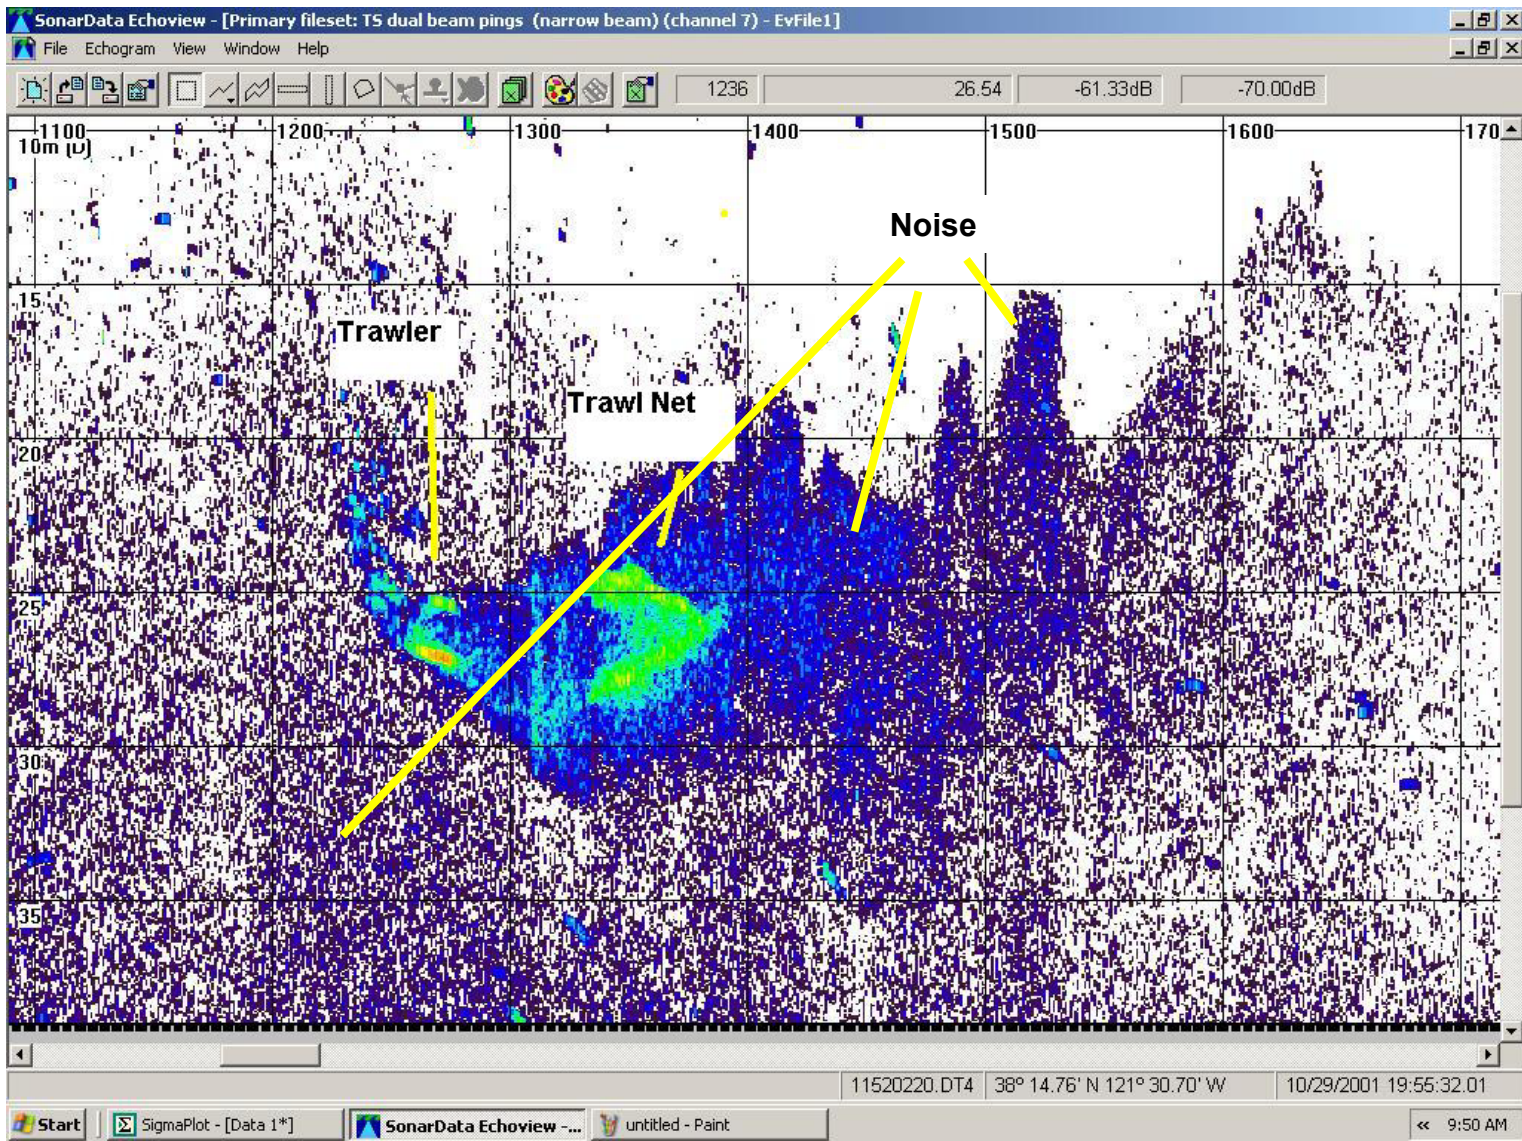 SonarData Echoview - [Primary fileset: TS dual beam pings (narrow beam) (channel 7) - EvFile1]
File Echogram View Window Help
1236 26.54 -61.33dB -70.00dB
1100 1200 1300 1400 1500 1600 170
10m (D)
Noise
15
Trawler
Trawl Net
20
25
30
35
11520220.DT4 38º 14.76' N 121º 30.70' W 10/29/2001 19:55:32.01
Start SigmaPlot - [Data 1*] SonarData Echoview -... untitled - Paint « 9:50 AM